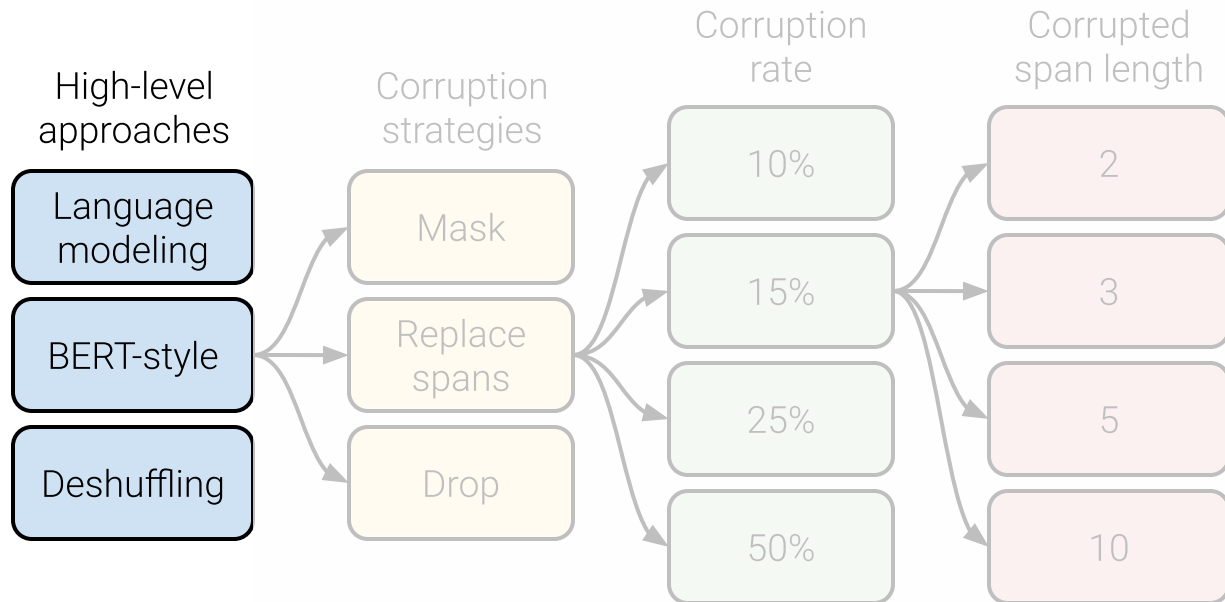 High-level
approaches
Language
modeling
BERT-style
Deshuffling
Corruption
strategies
Mask
Replace
spans
Drop
Corruption
rate
10%
15%
25%
50%
Corrupted
span length
2
3
5
10